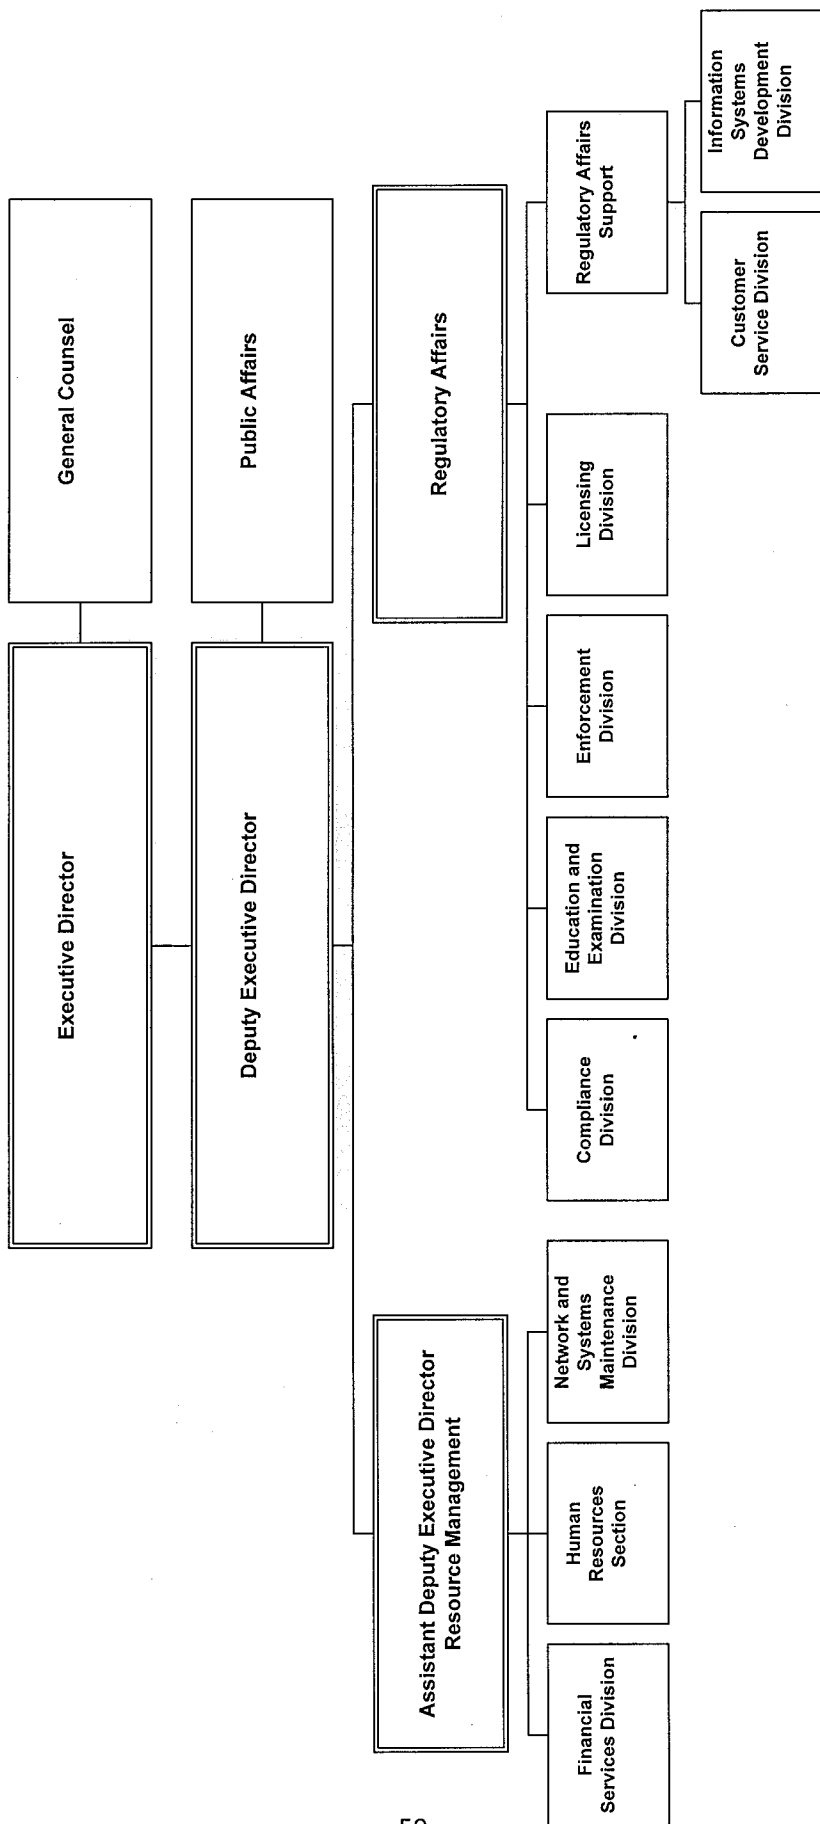 Executive Director
General Counsel
Deputy Executive Director
Public Affairs
Assistant Deputy Executive Director
Resource Management
Regulatory Affairs
Financial
Services Division
Human
Resources
Section
Network and
Systems
Maintenance
Division
Compliance
Division
Education and
Examination
Division
Enforcement
Division
Licensing
Division
Regulatory Affairs
Support
Customer
Service Division
Information
Systems
Development
Division